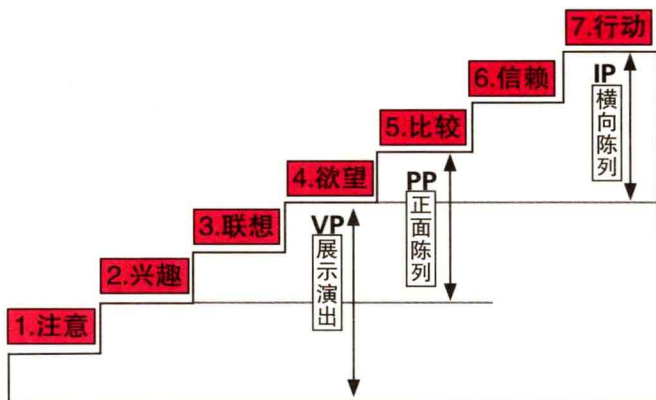 7.行动
6.信赖
IP
横向陈列
5.比较
4.欲望
PP
正面陈列
3.联想
VP
展示演出
2.兴趣
1.注意